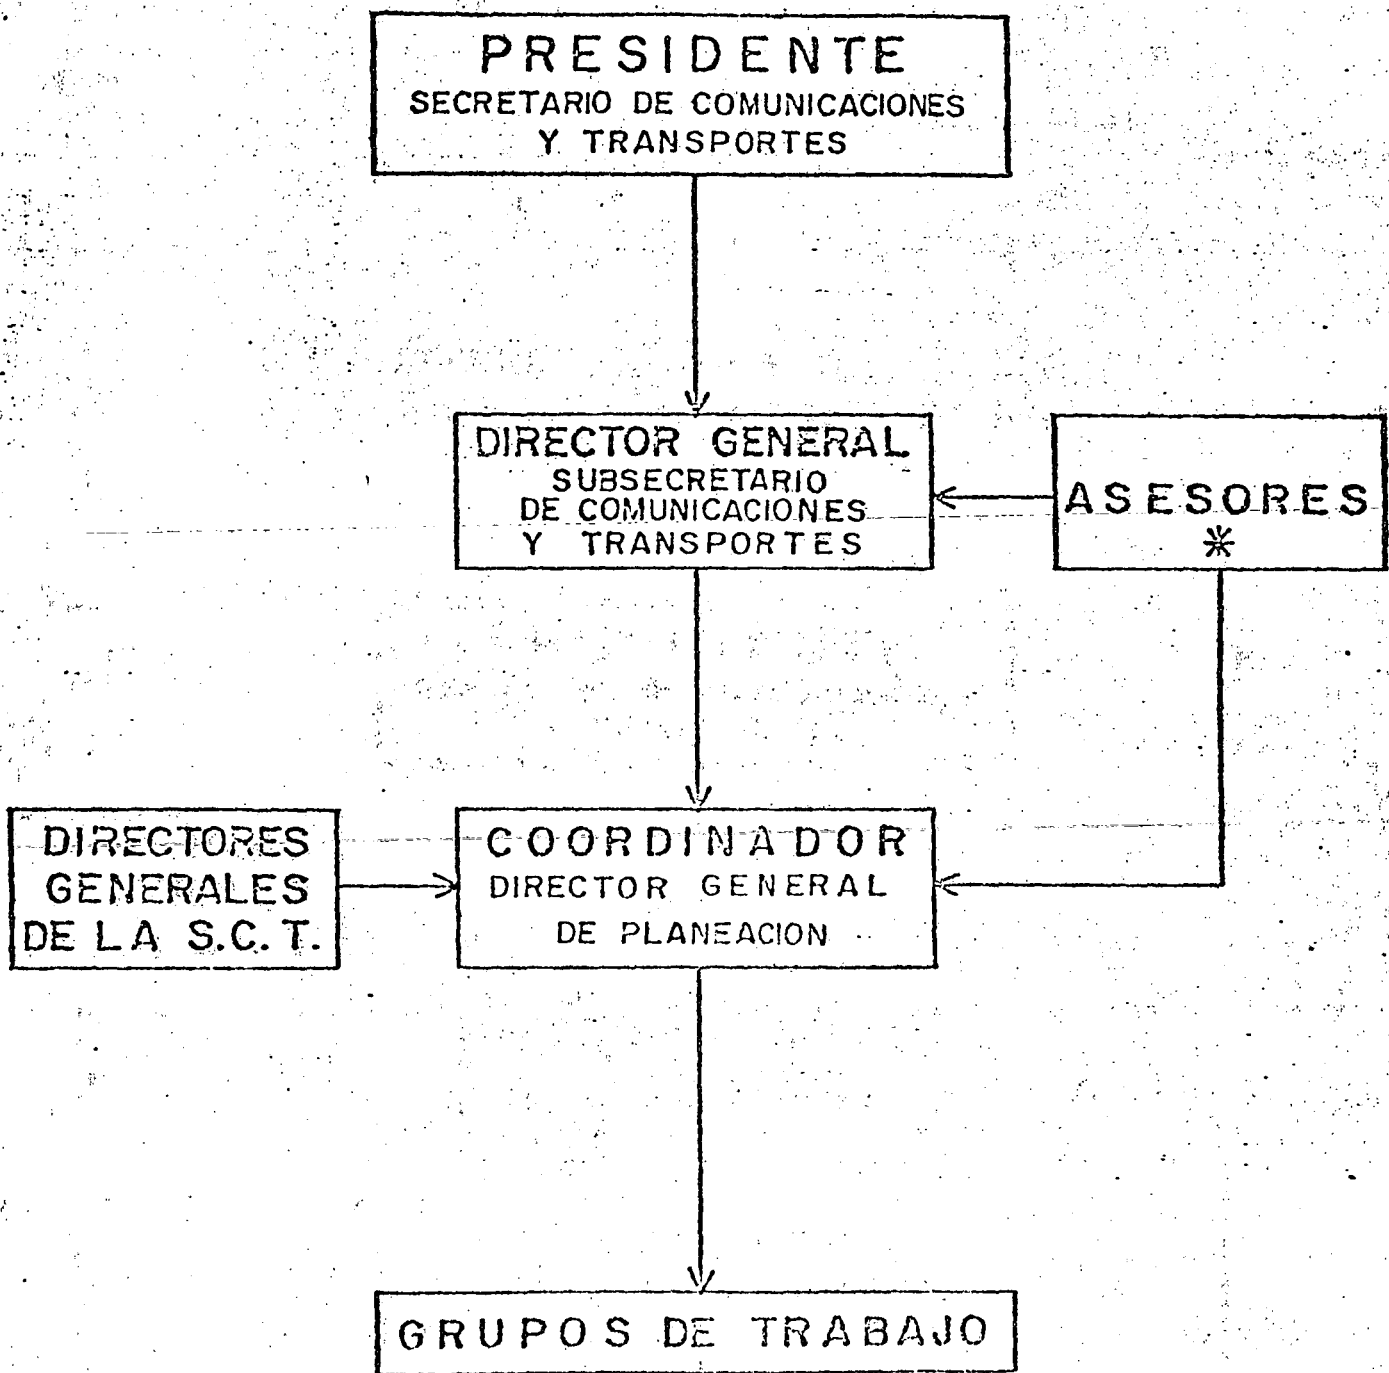 PRESIDENTE
SECRETARIO DE COMUNICACIONES
Y TRANSPORTES
DIRECTOR GENERAL
SUBSECRETARIO
DE COMUNICACIONES
Y TRANSPORTES
ASESORES
*
DIRECTORES
GENERALES
DE LA S.C.T.
COORDINADOR
DIRECTOR GENERAL
DE PLANEACION
GRUPOS DE TRABAJO